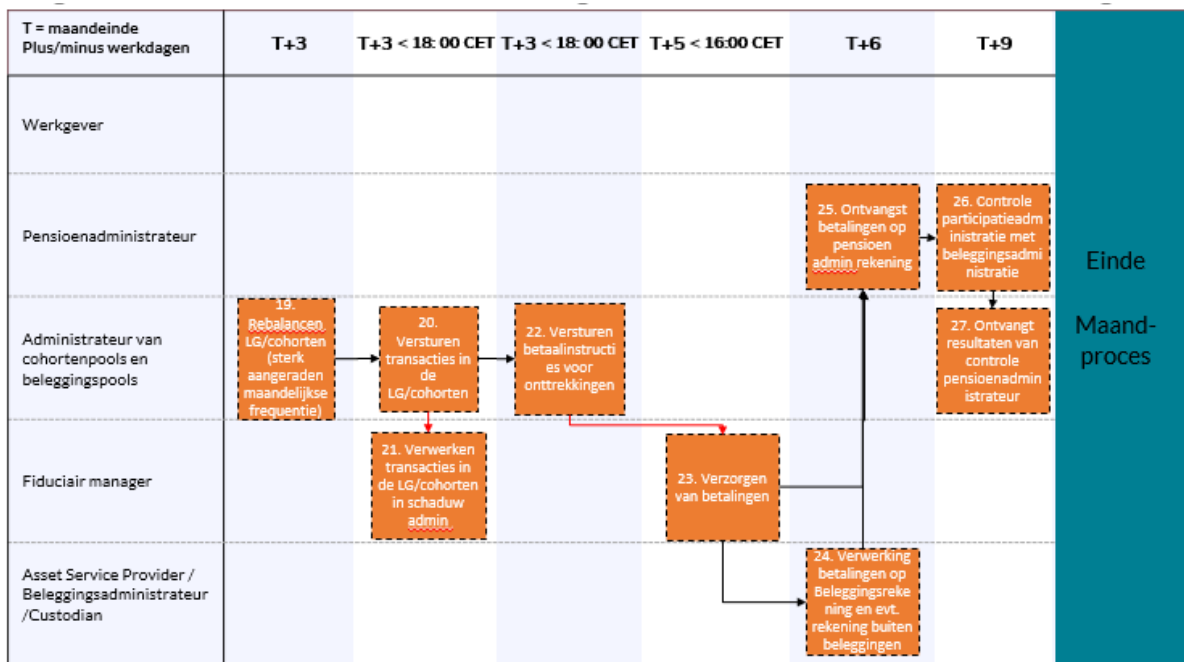 T = maandeinde
Plus/minus werkdagen
T+3
T+3 < 18: 00 CET
T+3 < 18: 00 CET
T+5 < 16:00 CET
T+6
T+9
Werkgever
Pensioenadministrateur
25. Ontvangst
betalingen op
pensioen
admin rekening
26. Controle
participatieadm
inistratie met
beleggingsadmi
nistratie
Einde
Maand-
proces
Administrateur van
cohortenpools en
beleggingspools
19.
Rebalancen
LG/cohorten
(sterk
aangeraden
maandelijkse
frequentie)
20.
Versturen
transacties in
de
LG/cohorten
22. Versturen
betaalinstructi
es voor
onttrekkingen
27. Ontvangt
resultaten van
controle
pensioenadmin
istrateur
Fiduciair manager
21. Verwerken
transacties in
de LG/cohorten
in schaduw
admin
23. Verzorgen
van betalingen
Asset Service Provider /
Beleggingsadministrateur
/Custodian
24. Verwerking
betalingen op
Beleggingsreke
ning en evt.
rekening buiten
beleggingen